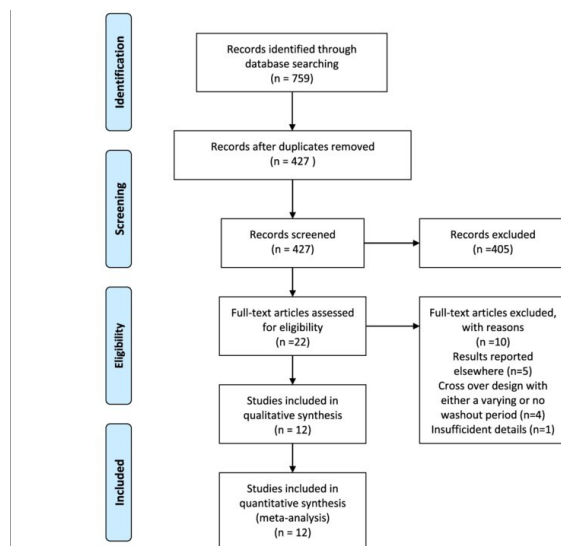 Identification
Records identified through
database searching
(n = 759)
Records after duplicates removed
(n = 427 )
Screening
Records screened
(n = 427)
Records excluded
(n =405)
Eligibility
Full-text articles assessed
for eligibility
(n =22)
Full-text articles excluded,
with reasons
(n =10)
Results reported
elsewhere (n=5)
Cross over design with
either a varying or no
washout period (n=4)
Insufficident details (n=1)
Studies included in
qualitative synthesis
(n = 12)
Included
Studies included in
quantitative synthesis
(meta-analysis)
(n = 12)